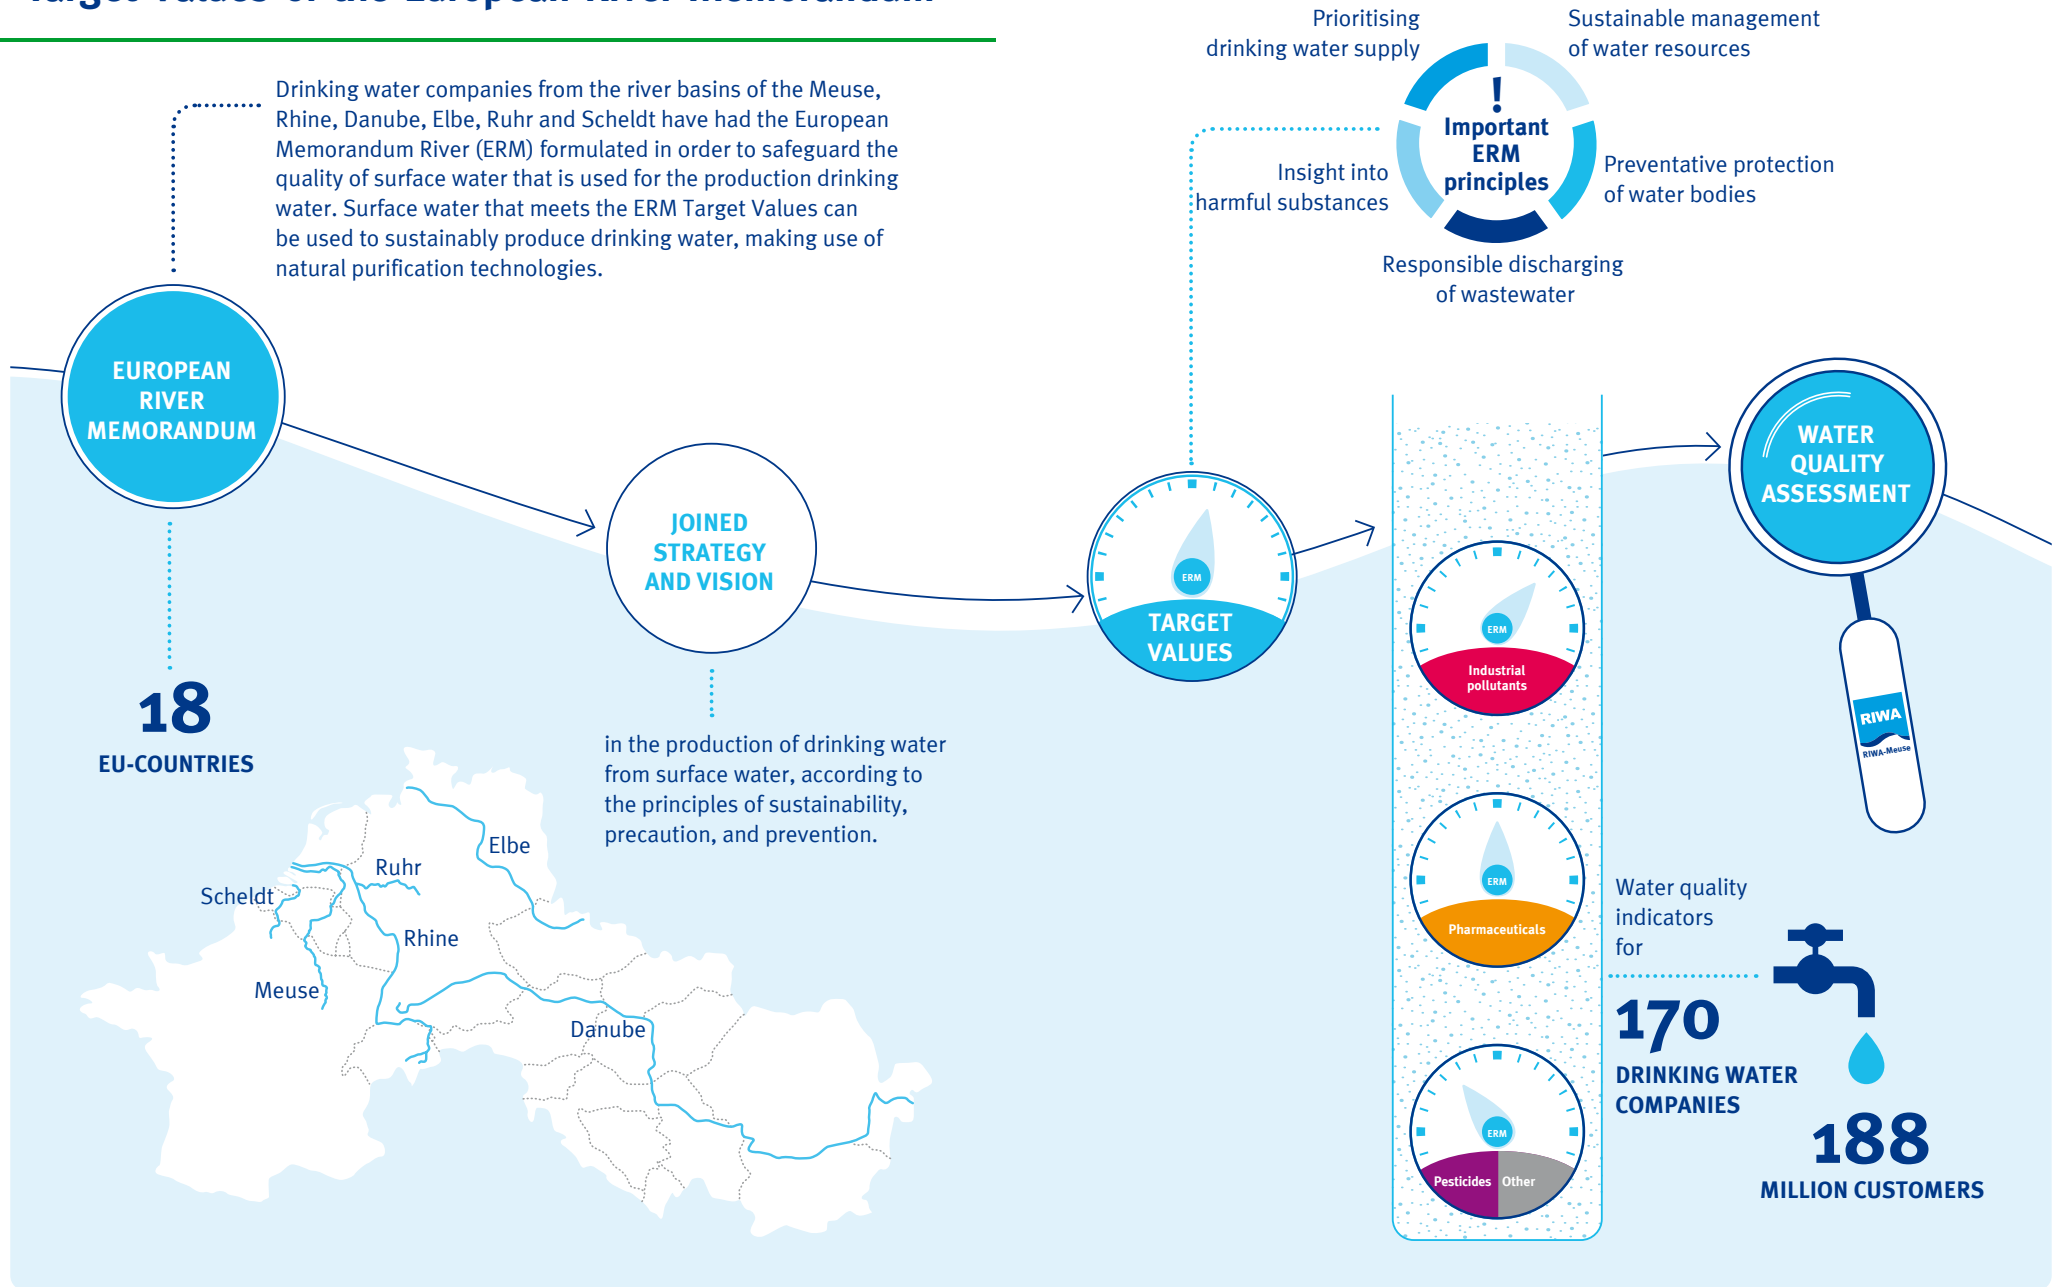 Target Values of the European River Memorandum
Drinking water companies from the river basins of the Meuse,
Rhine, Danube, Elbe, Ruhr and Scheldt have had the European
Memorandum River (ERM) formulated in order to safeguard the
quality of surface water that is used for the production drinking
water. Surface water that meets the ERM Target Values can
be used to sustainably produce drinking water, making use of
natural purification technologies.
Prioritising
drinking water supply
Sustainable management
of water resources
!
Important
ERM
principles
Insight into
harmful substances
Preventative protection
of water bodies
Responsible discharging
of wastewater
EUROPEAN
RIVER
MEMORANDUM
18
EU-COUNTRIES
JOINED
STRATEGY
AND VISION
in the production of drinking water
from surface water, according to
the principles of sustainability,
precaution, and prevention.
Elbe
Ruhr
Scheldt
Rhine
Meuse
Danube
ERM
TARGET
VALUES
ERM
Industrial
pollutants
ERM
Pharmaceuticals
ERM
Pesticides
Other
WATER
QUALITY
ASSESSMENT
RIWA
RIWA-Meuse
Water quality
indicators
for
170
DRINKING WATER
COMPANIES
188
MILLION CUSTOMERS